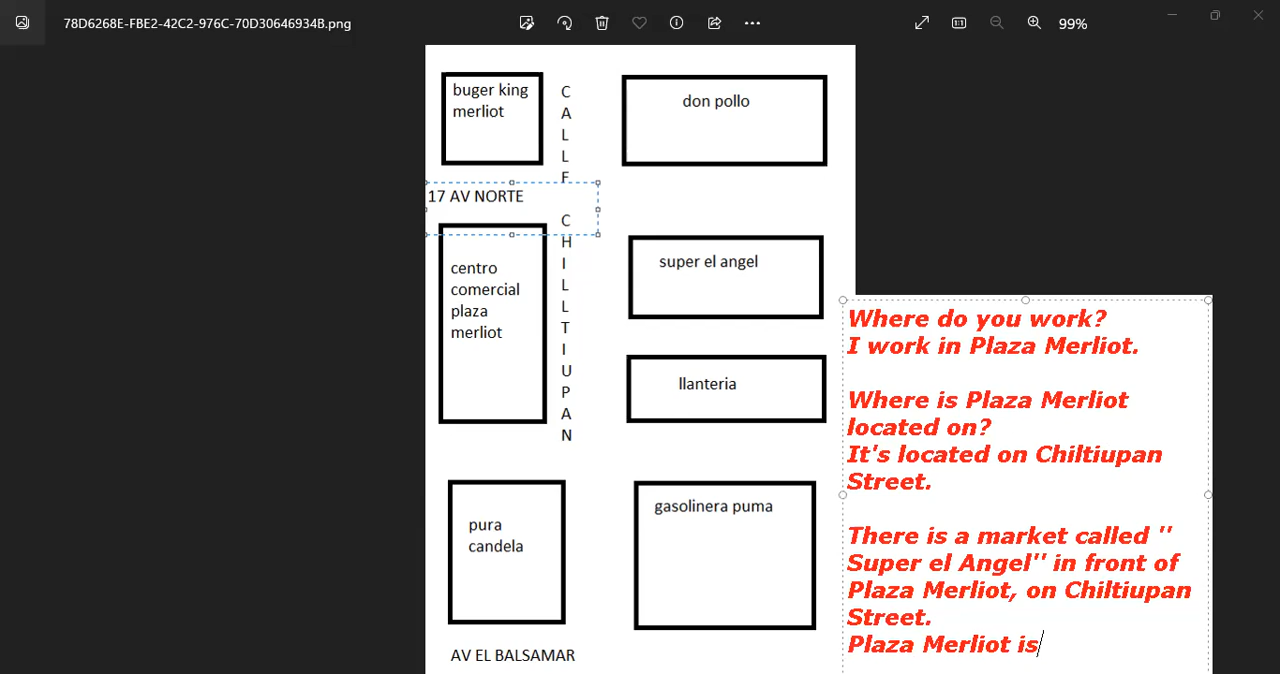 78D6268E-FBE2-42C2-976C-70D30646934B.png
99%
buger king
merliot
C
A
L
L
E
don pollo
17 AV NORTE
C
H
I
L
L
T
I
U
P
A
N
centro
comercial
plaza
merliot
super el angel
llanteria
pura
candela
gasolinera puma
AV EL BALSAMAR
Where do you work?
I work in Plaza Merliot.
Where is Plaza Merliot
located on?
It's located on Chiltiupan
Street.
There is a market called ''
Super el Angel'' in front of
Plaza Merliot, on Chiltiupan
Street.
Plaza Merliot is